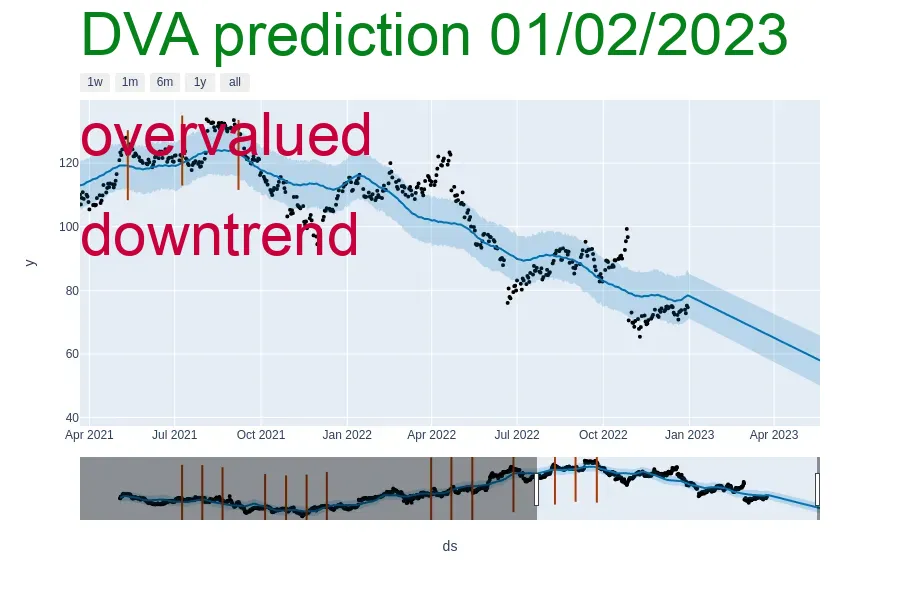 DVA prediction 01/02/2023
1w 1m 6m 1y all
overvalued
120
downtrend
100
y
80
60
40
Apr 2021 Jul 2021 Oct 2021 Jan 2022 Apr 2022 Jul 2022 Oct 2022 Jan 2023 Apr 2023
ds